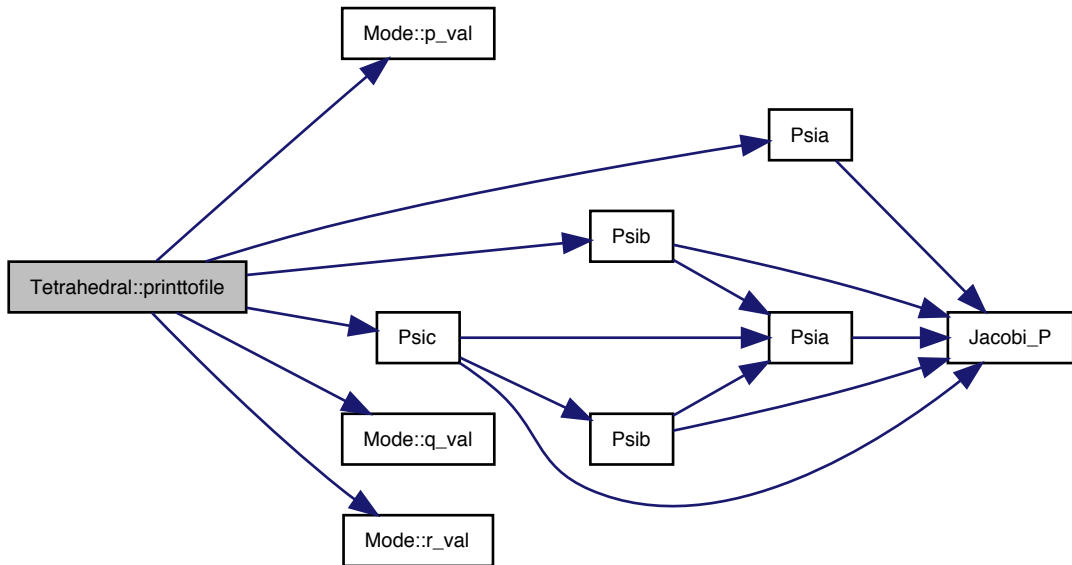 Mode::p_val
Psia
Psib
Tetrahedral::printtofile
Psic
Psia
Jacobi_P
Mode::q_val
Psib
Mode::r_val